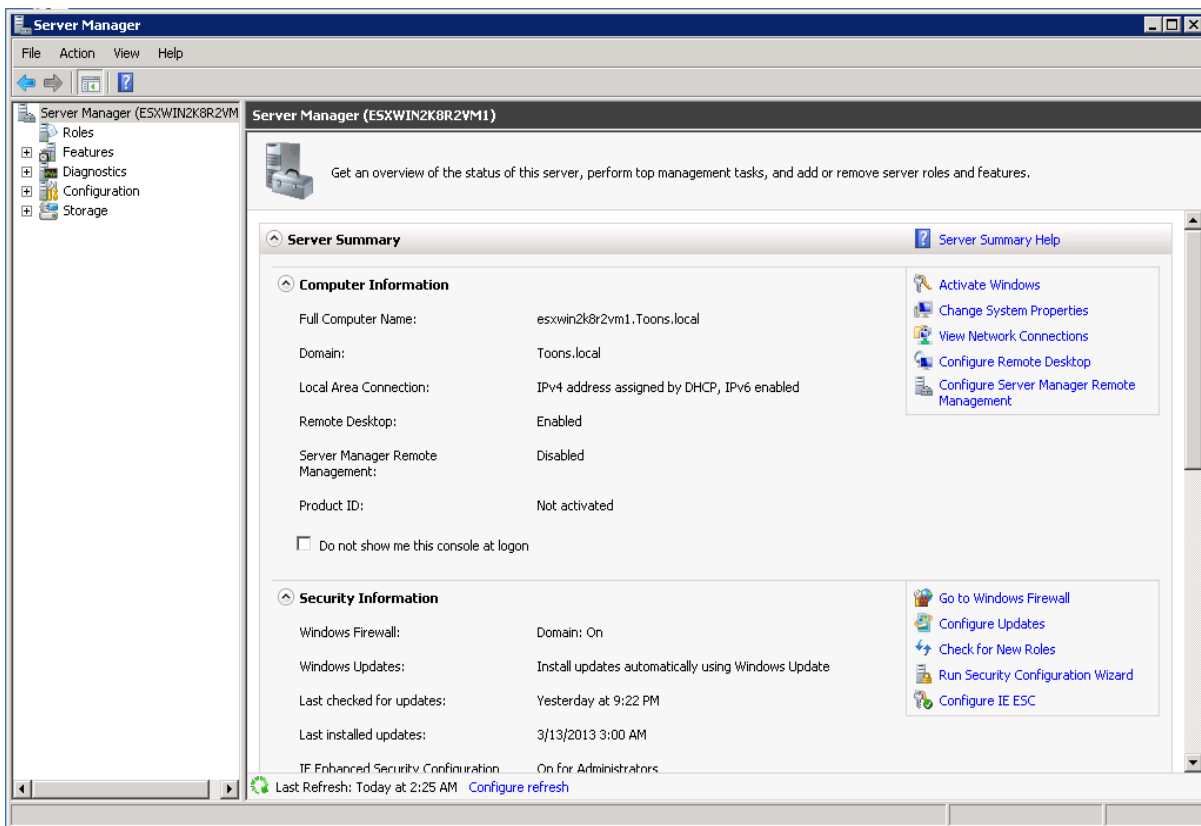 Server Manager
File Action View Help
Server Manager (ESXWIN2K8R2VM
Roles
Features
Diagnostics
Configuration
Storage
Server Manager (ESXWIN2K8R2VM1)
Get an overview of the status of this server, perform top management tasks, and add or remove server roles and features.
Server Summary
Server Summary Help
Computer Information
Full Computer Name: esxwin2k8r2vm1.Toons.local
Domain: Toons.local
Local Area Connection: IPv4 address assigned by DHCP, IPv6 enabled
Remote Desktop: Enabled
Server Manager Remote Disabled
Management:
Product ID: Not activated
Do not show me this console at logon
Activate Windows
Change System Properties
View Network Connections
Configure Remote Desktop
Configure Server Manager Remote
Management
Security Information
Windows Firewall: Domain: On
Windows Updates: Install updates automatically using Windows Update
Last checked for updates: Yesterday at 9:22 PM
Last installed updates: 3/13/2013 3:00 AM
IE Enhanced Security Configuration On for Administrators
Go to Windows Firewall
Configure Updates
Check for New Roles
Run Security Configuration Wizard
Configure IE ESC
Last Refresh: Today at 2:25 AM Configure refresh